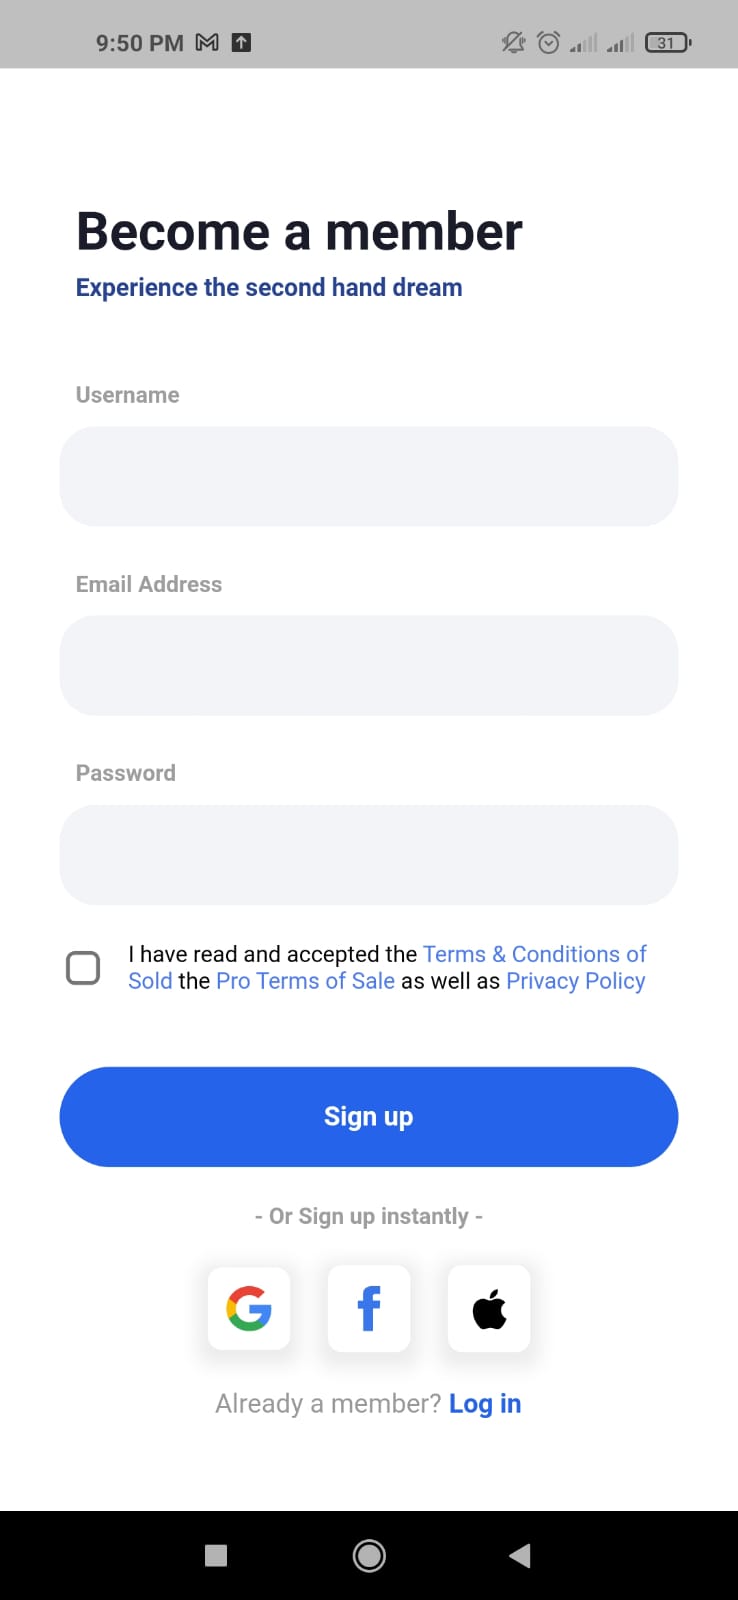 9:50 PM
31
Become a member
Experience the second hand dream
Username
Email Address
Password
I have read and accepted the Terms & Conditions of
Sold the Pro Terms of Sale as well as Privacy Policy
Sign up
- Or Sign up instantly -
Already a member? Log in